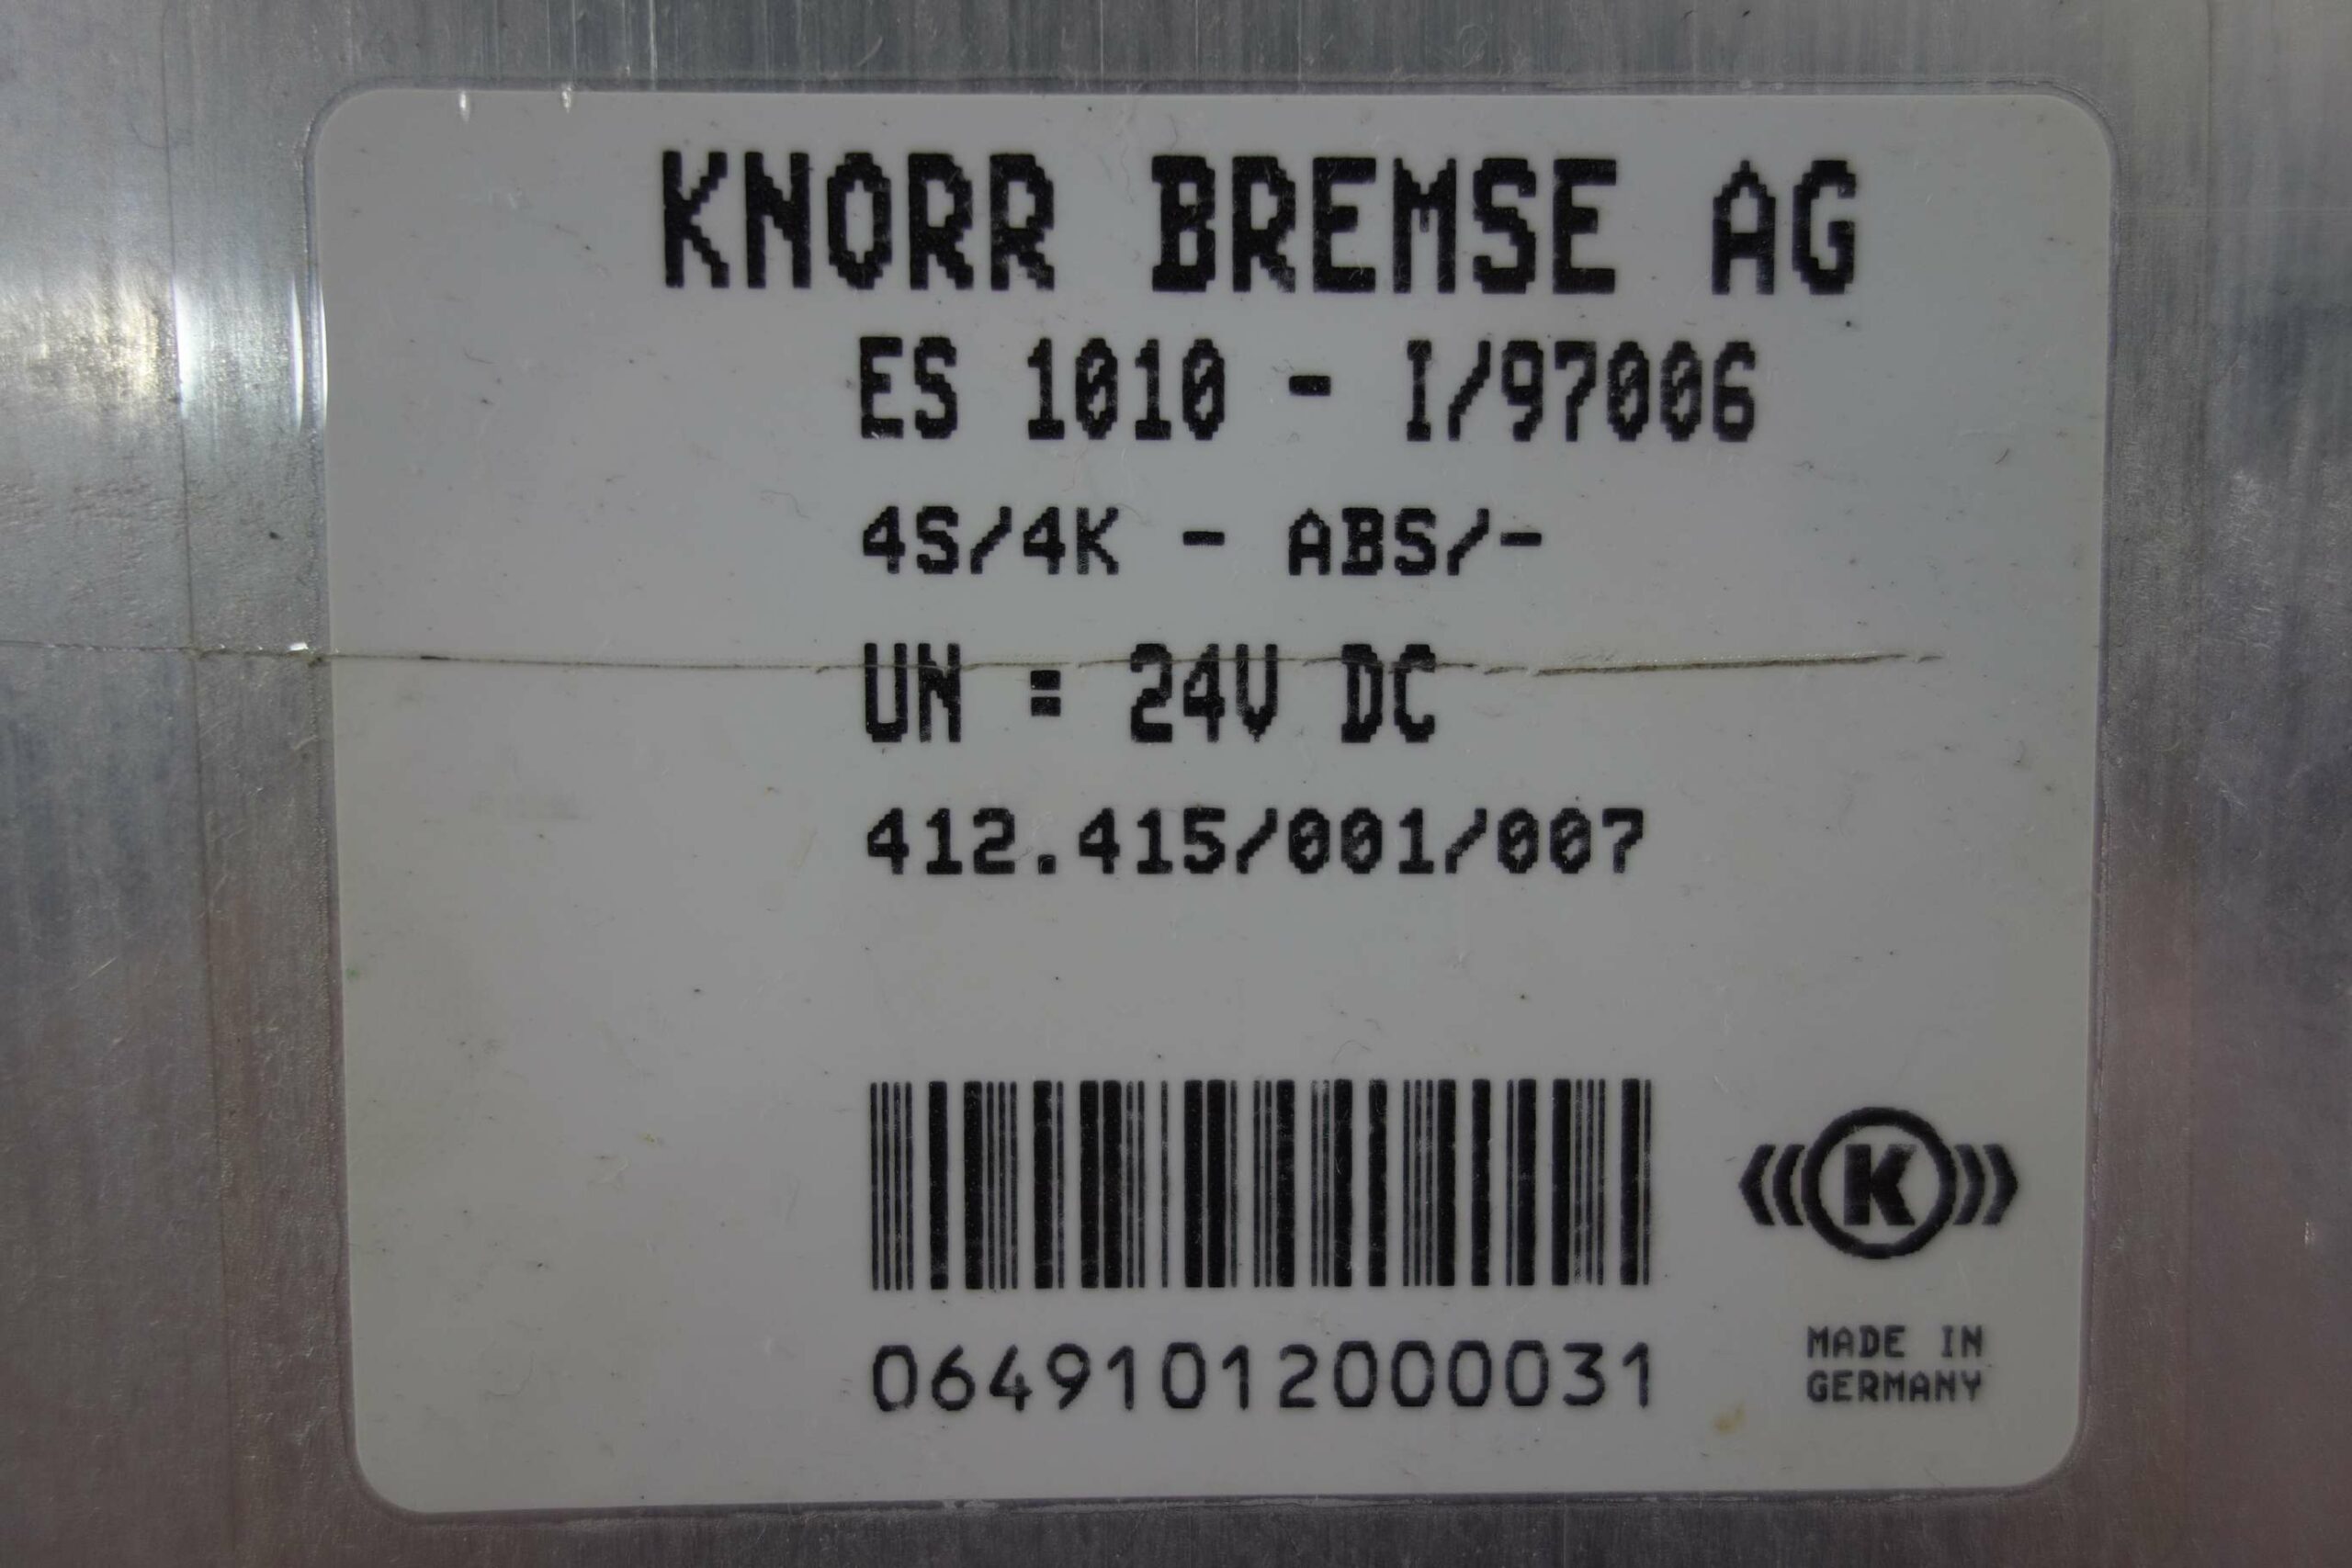 KNORR BREMSE AG
ES 1010 - I/97006
4S/4K - ABS/-
UN = 24V DC
412.415/001/007
K
06491012000031
MADE IN
GERMANY